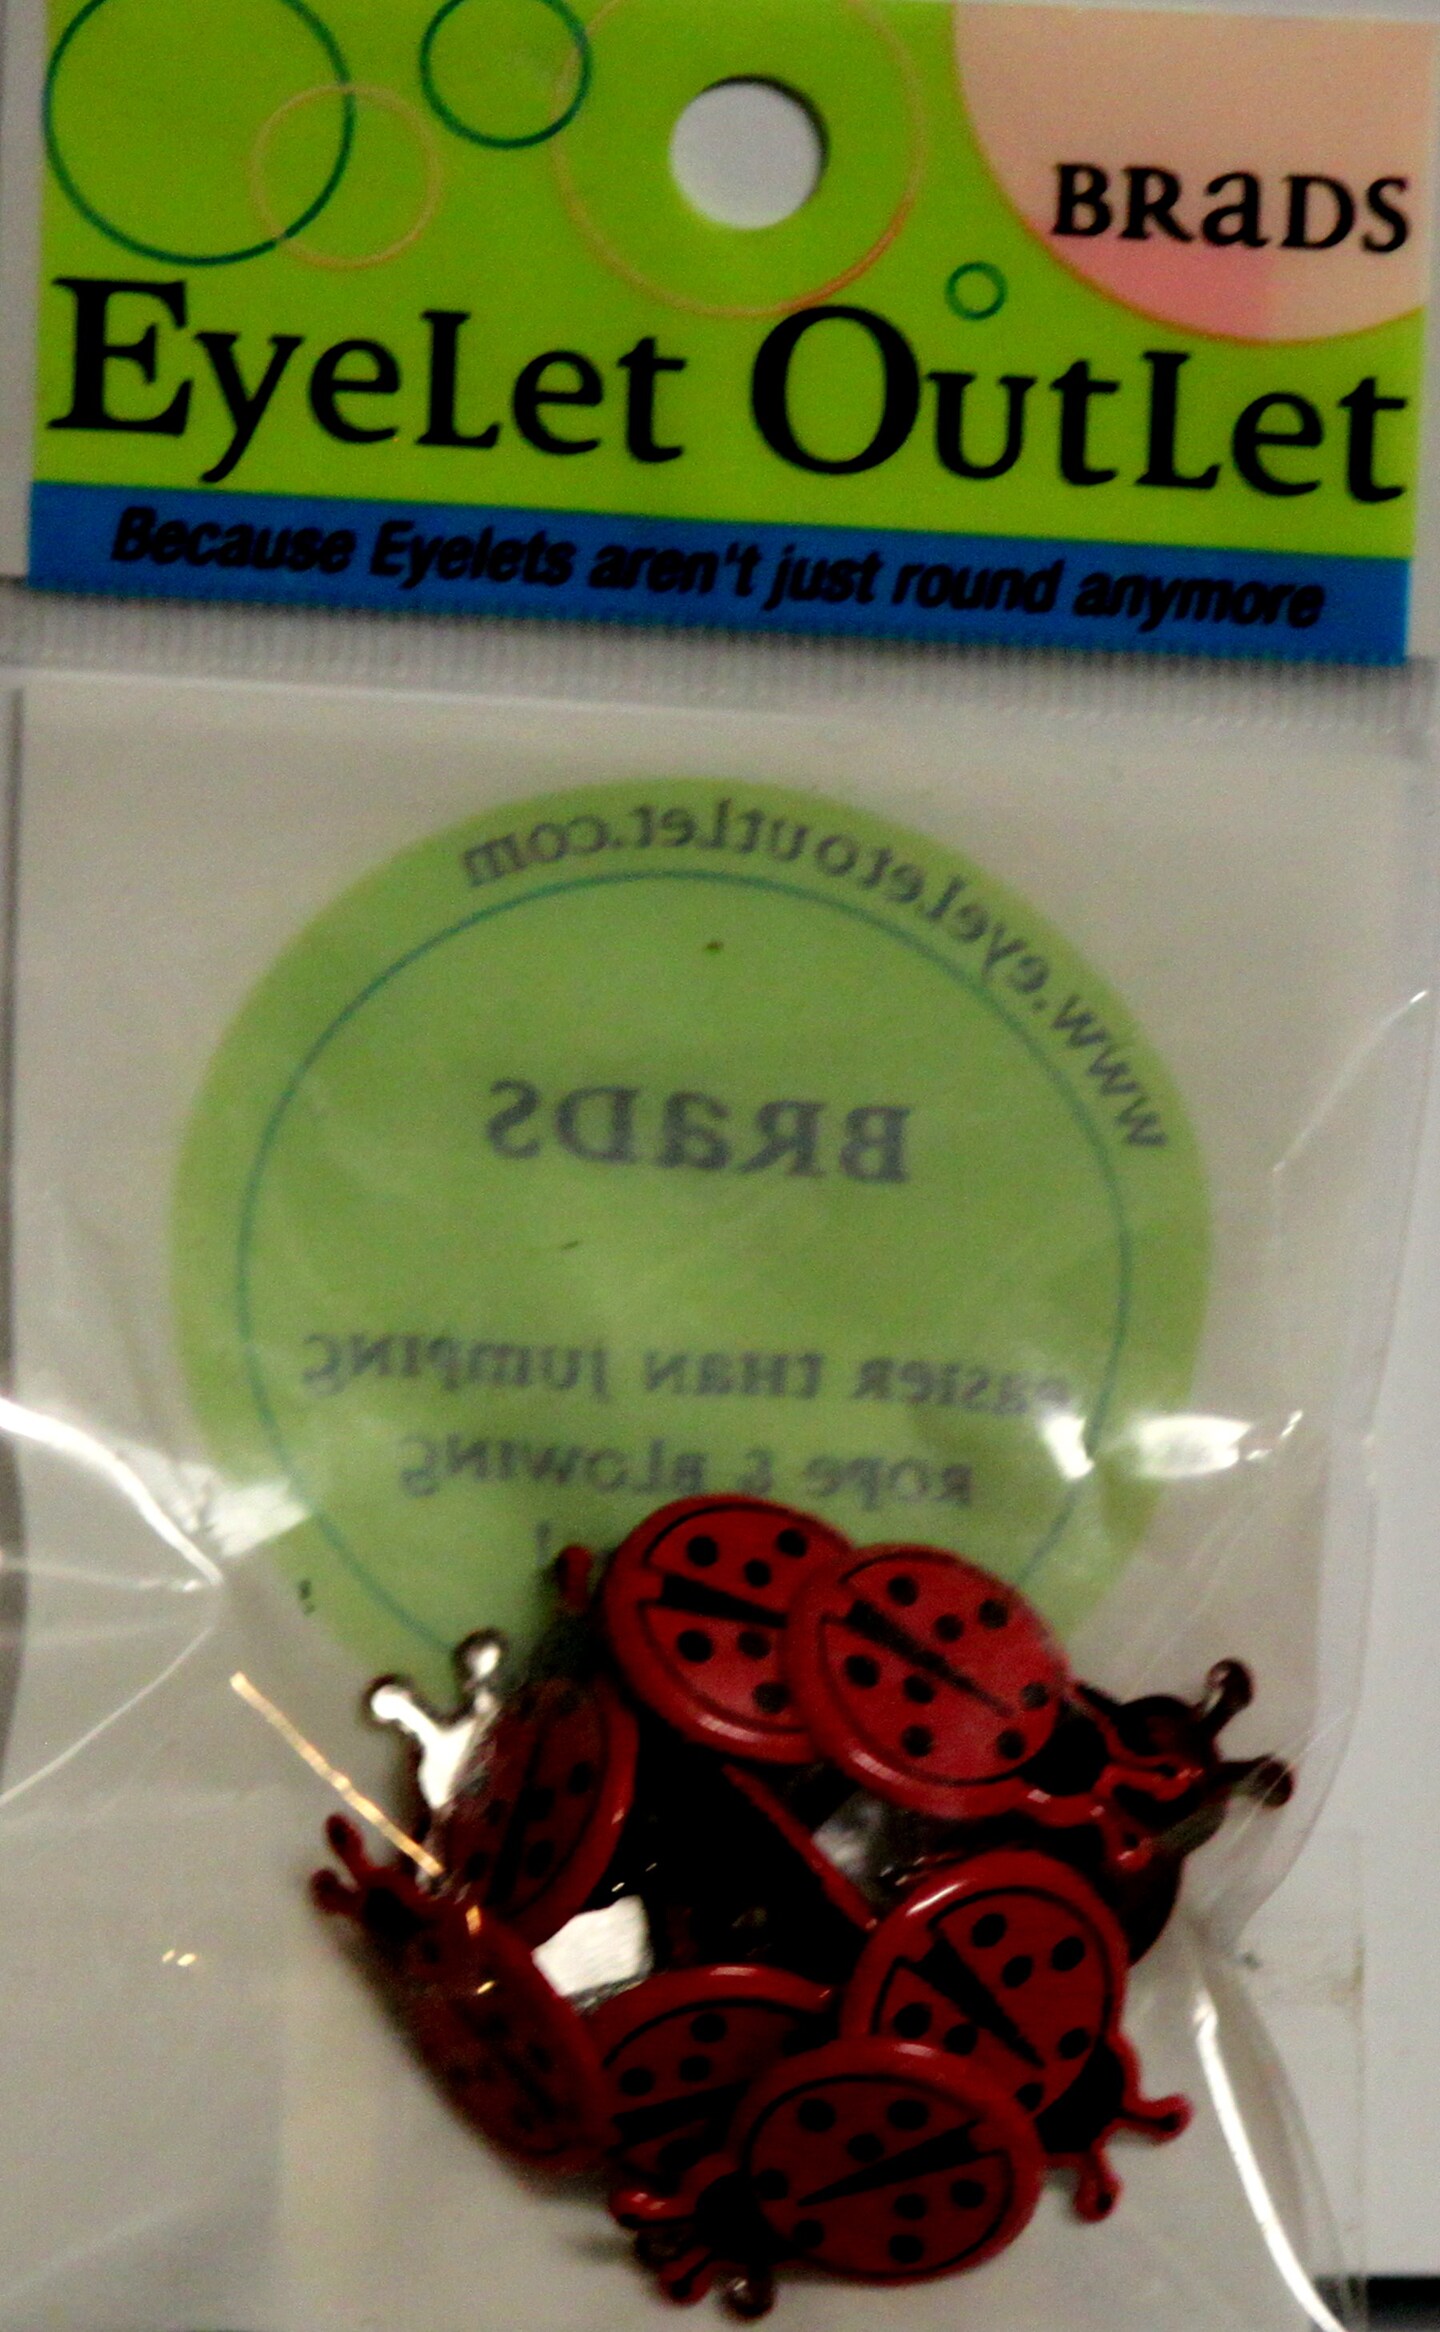 BRaDS
EyeLet OutLet
Because Eyelets aren't just round anymore
www.eyeletoutlet.com
BRaDS
easier THAN JUMPING
ROPE & BLOWING